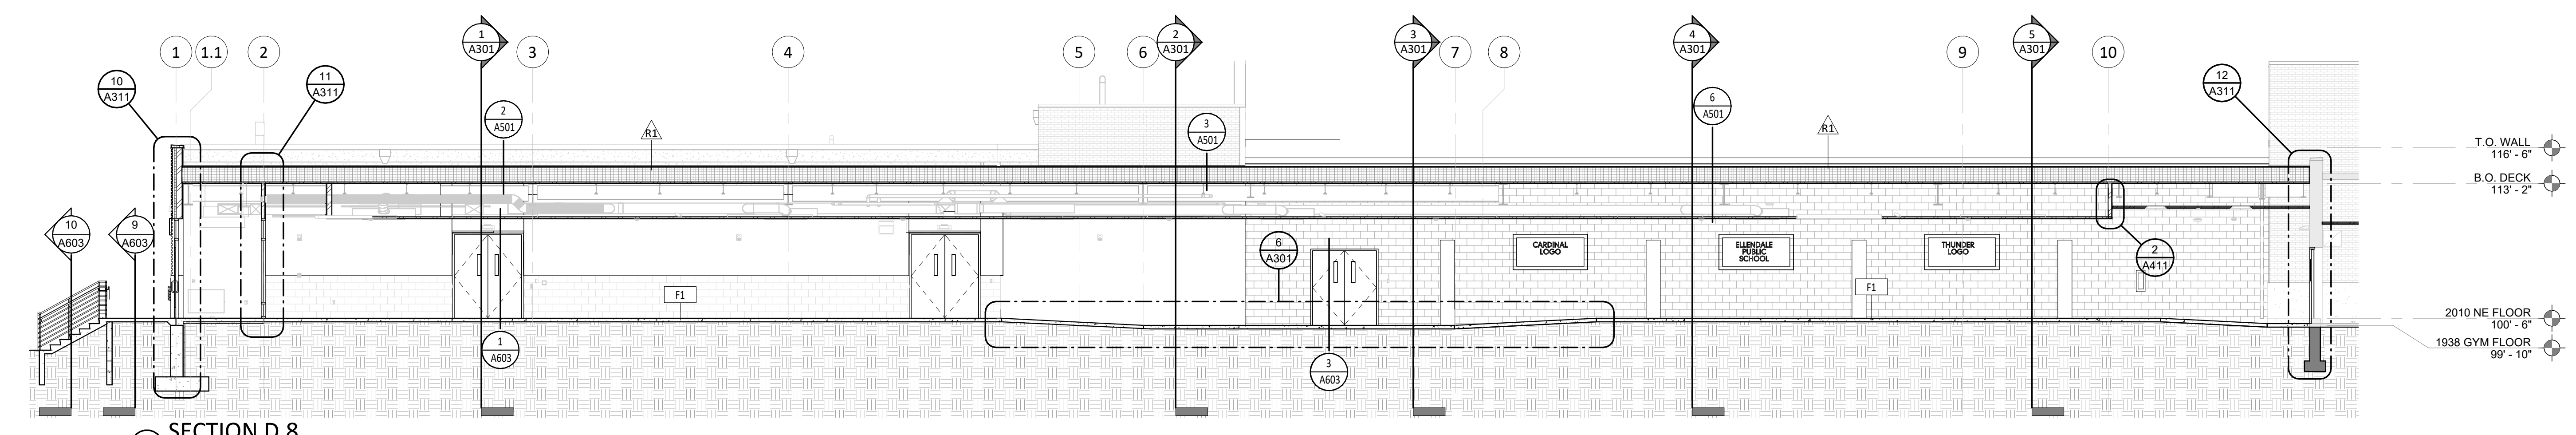 1
1.1
2
1
A301
3
4
5
6
2
A301
3
A301
7
8
4
A301
9
5
A301
10
10
A311
11
A311
2
A501
R1
3
A501
6
A501
R1
12
A311
T.O. WALL
116' - 6"
B.O. DECK
113' - 2"
10
A603
9
A603
6
A301
CARDINAL
LOGO
ELLENDALE
PUBLIC
SCHOOL
THUNDER
LOGO
2
A411
F1
F1
2010 NE FLOOR
100' - 6"
1938 GYM FLOOR
99' - 10"
1
A603
3
A603
SECTION D.8